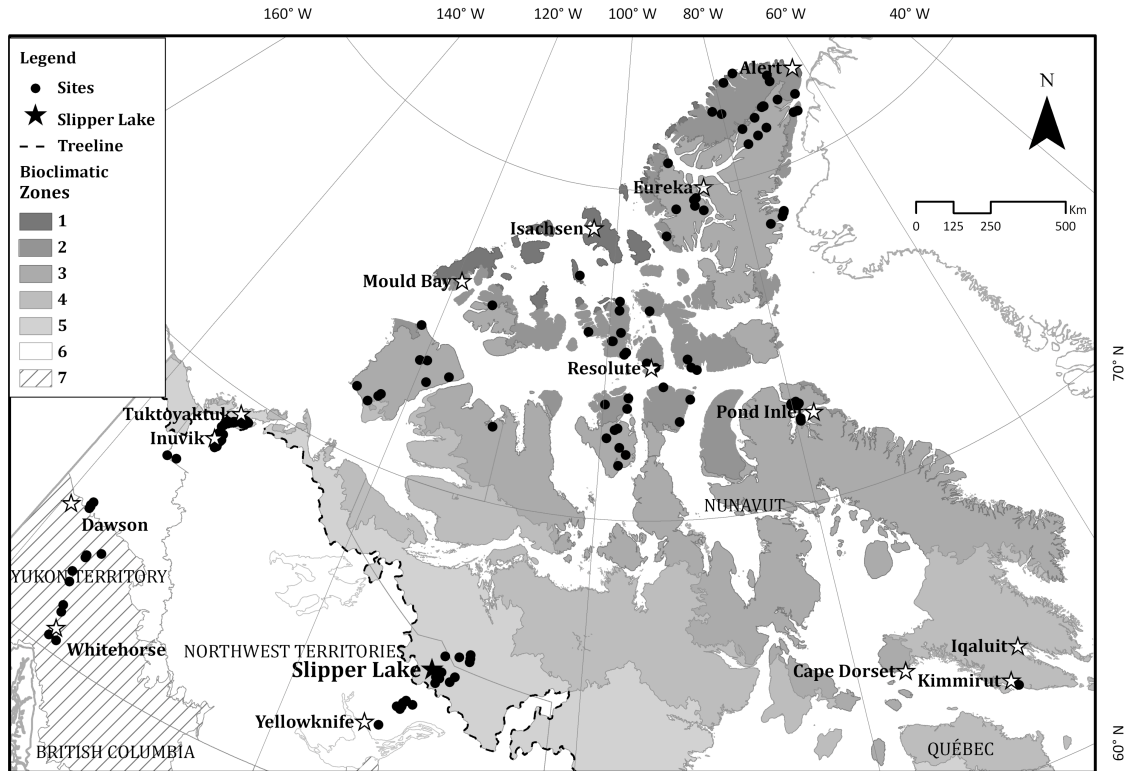 160° W 140° W 120° W 100° W 80° W 60° W 40° W
Legend
Sites
Slipper Lake
Treeline
Bioclimatic
Zones
1
2
3
4
5
6
7
N
Km
0 125 250 500
Alert
Eureka
Isachsen
Mould Bay
70° N
Resolute
Pond Inlet
Tuktoyaktuk
Inuvik
NUNAVUT
Dawson
YUKON TERRITORY
Whitehorse
NORTHWEST TERRITORIES
Iqaluit
Slipper Lake
Cape Dorset
Kimmirut
Yellowknife
BRITISH COLUMBIA
QUÉBEC
60° N